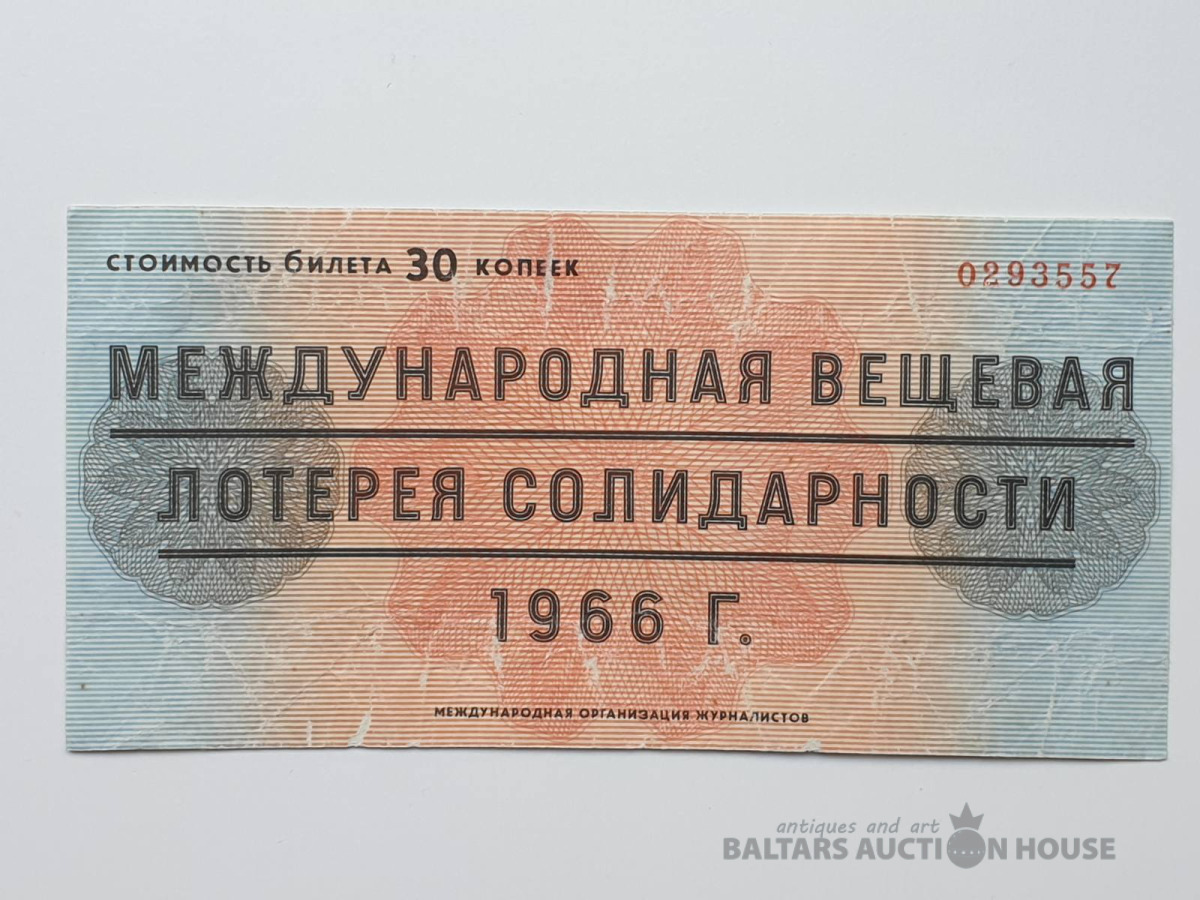 СТОИМОСТЬ БИЛЕТА 30 КОПЕЕК
0293557
МЕЖДУНАРОДНАЯ ВЕЩЕВАЯ
ЛОТЕРЕЯ СОЛИДАРНОСТИ
1966 Г.
МЕЖДУНАРОДНАЯ ОРГАНИЗАЦИЯ ЖУРНАЛИСТОВ
antiques and art
BALTARS AUCTION HOUSE